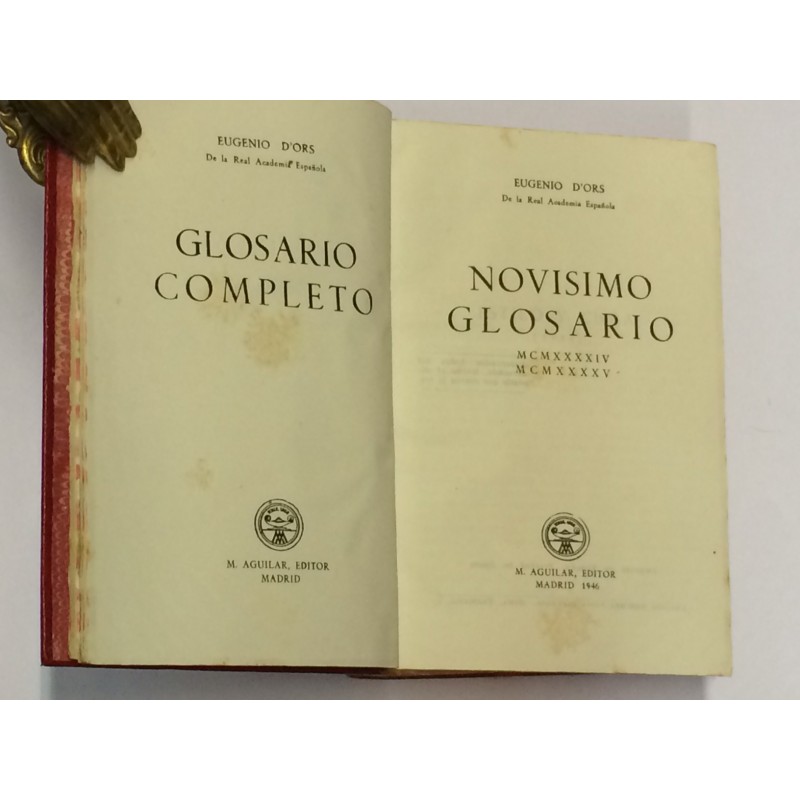 EUGENIO D'ORS
De la Real Academia Española
GLOSARIO
COMPLETO
M. AGUILAR, EDITOR
MADRID
EUGENIO D'ORS
De la Real Academia Española
NOVISIMO
GLOSARIO
MCMXXXXIV
MCMXXXXV
M. AGUILAR, EDITOR
MADRID 1946